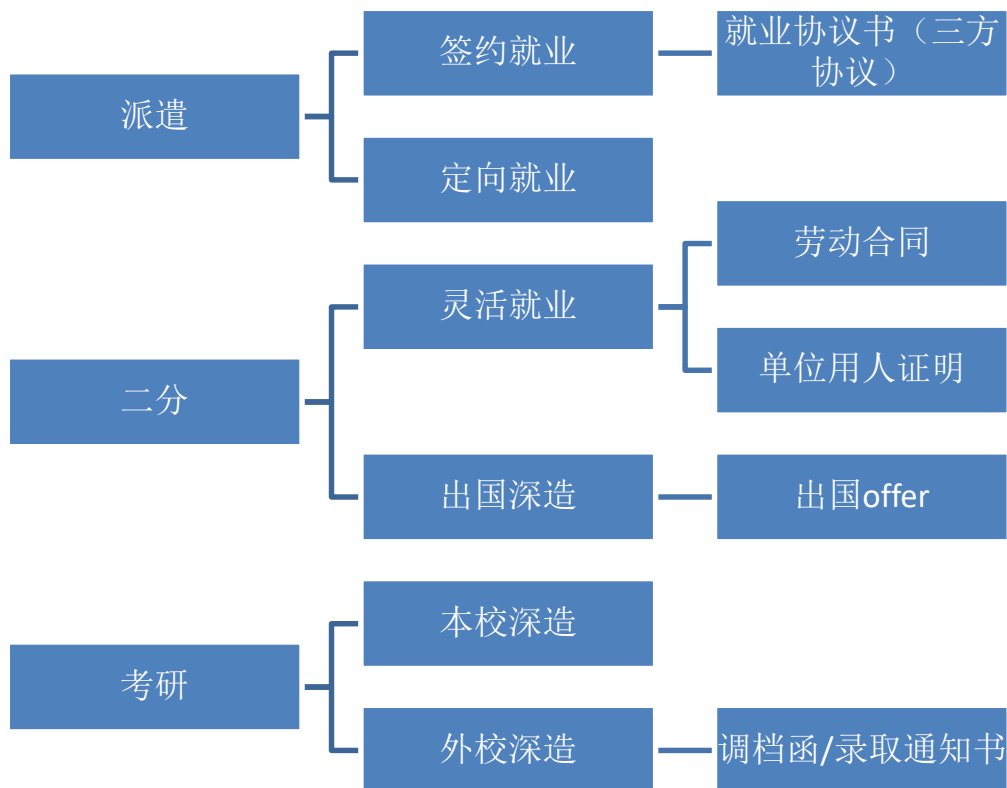 派遣
签约就业
就业协议书（三方
协议）
定向就业
二分
灵活就业
劳动合同
单位用人证明
出国深造
出国offer
考研
本校深造
外校深造
调档函/录取通知书